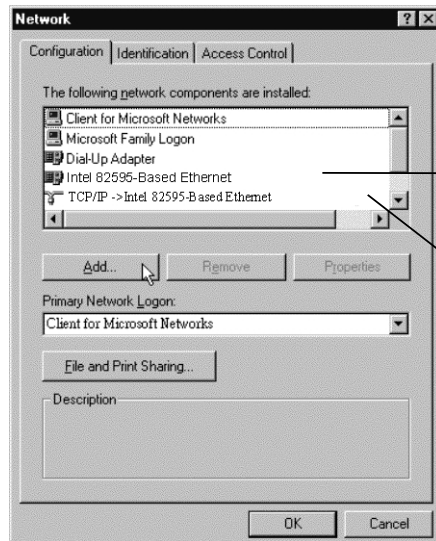 Network
Configuration Identification Access Control
The following network components are installed:
Client for Microsoft Networks
Microsoft Family Logon
Dial-Up Adapter
Intel 82595-Based Ethernet
TCP/IP ->Intel 82595-Based Ethernet
Add... Remove Properties
Primary Network Logon:
Client for Microsoft Networks
File and Print Sharing...
Description
OK Cancel